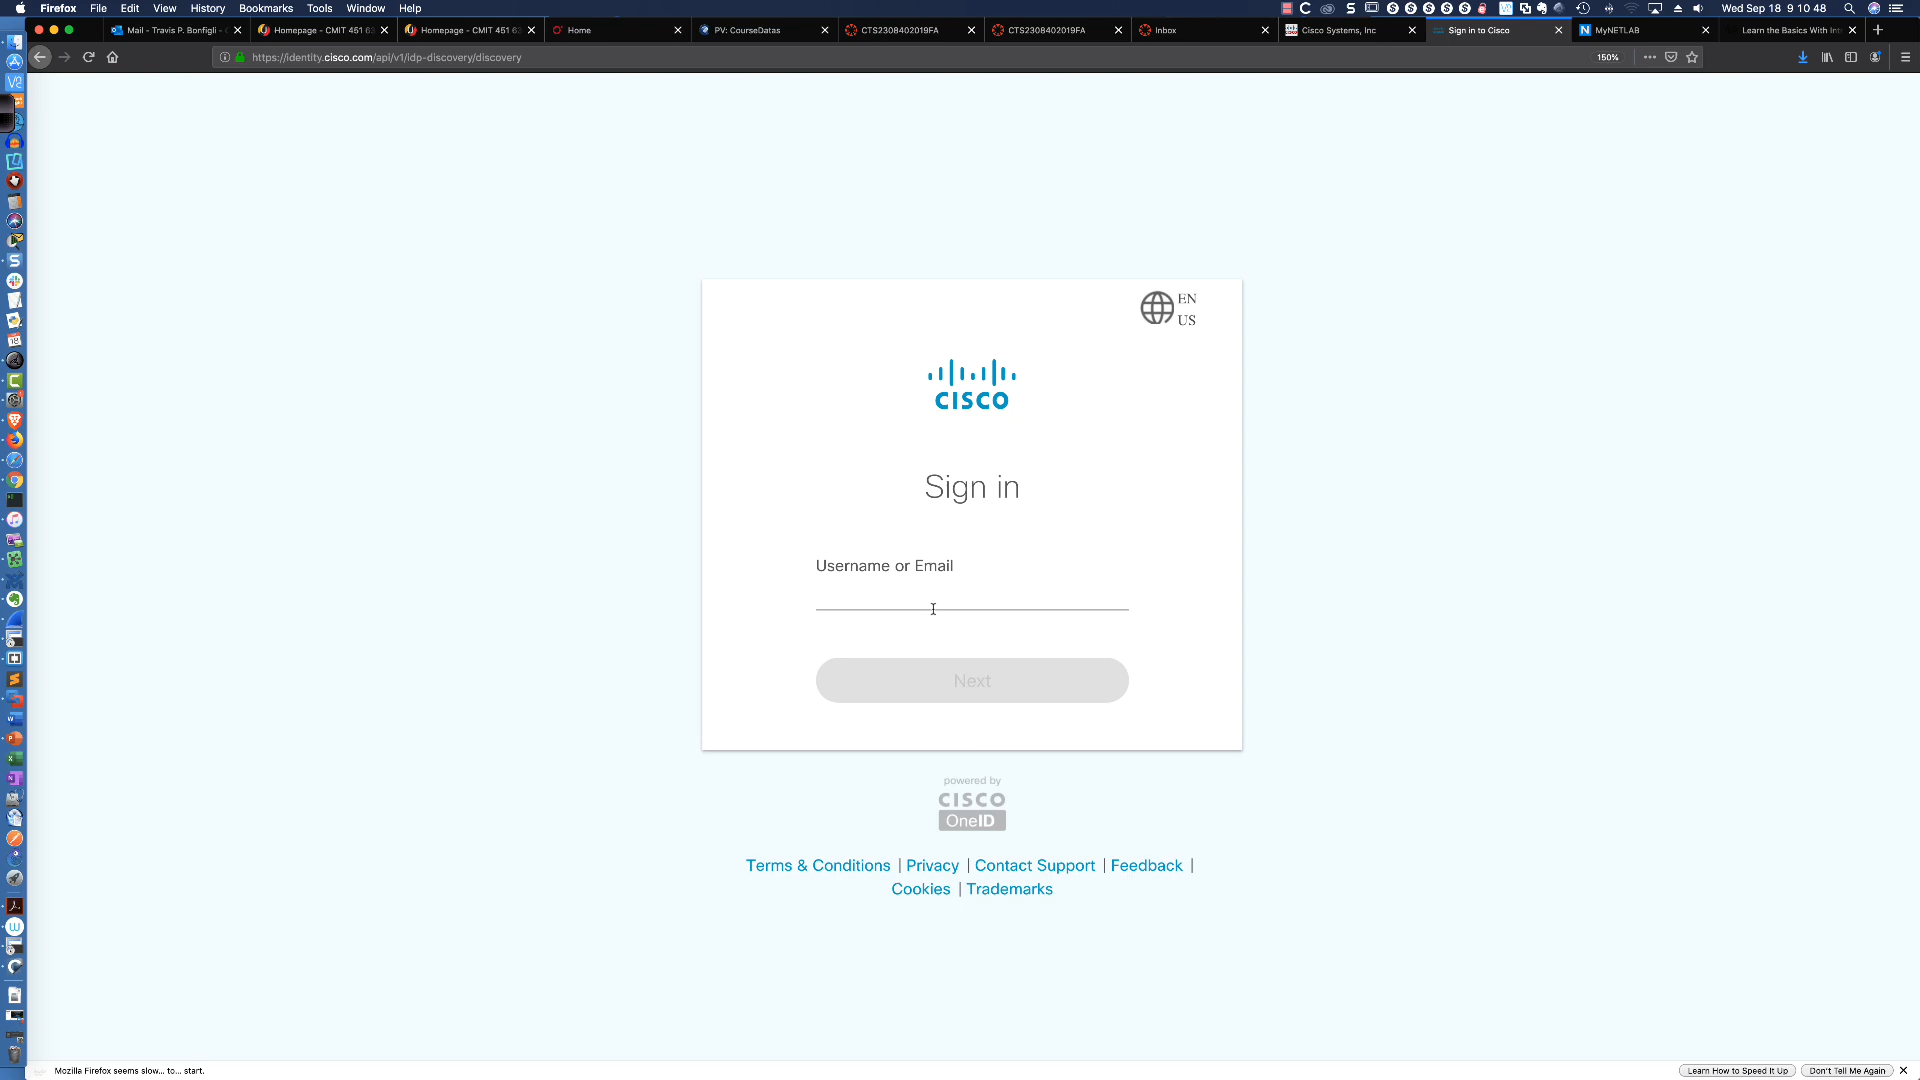 Firefox File Edit View History Bookmarks Tools Window Help
Wed Sep 18 9 10 48
Mail - Travis P. Bonfigli -
Homepage - CMIT 451 63
Homepage - CMIT 451 63
Home
PV: CourseDatas
CTS2308402019FA
CTS2308402019FA
Inbox
Cisco Systems, Inc
Sign in to Cisco
MyNETLAB
Learn the Basics With Int
https://identity.cisco.com/api/v1/idp-discovery/discovery
150%
EN
US
CISCO
Sign in
Username or Email
Next
powered by
CISCO
OneID
Terms & Conditions | Privacy | Contact Support | Feedback |
Cookies | Trademarks
Mozilla Firefox seems slow... to... start.
Learn How to Speed It Up
Don't Tell Me Again